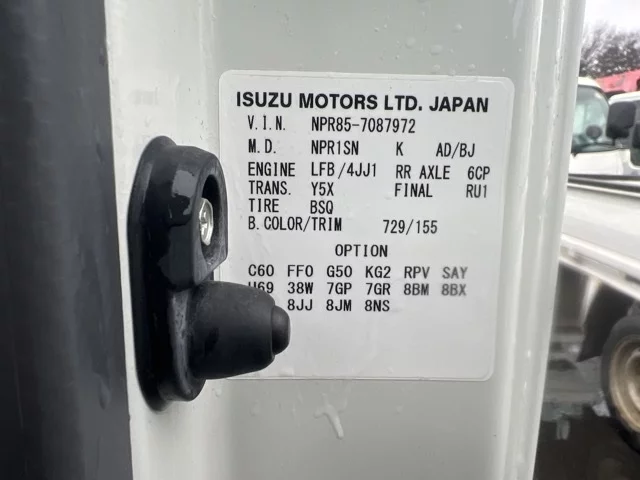 ISUZU MOTORS LTD. JAPAN
V.I.N. NPR85-7087972
M.D. NPR1SN K AD/BJ
ENGINE LFB/4JJ1 RR AXLE 6CP
TRANS. Y5X FINAL RU1
TIRE BSQ
B.COLOR/TRIM 729/155
OPTION
C60 FF0 G50 KG2 RPV SAY
38W 7GP 7GR 8BM 8BX
8JJ 8JM 8NS